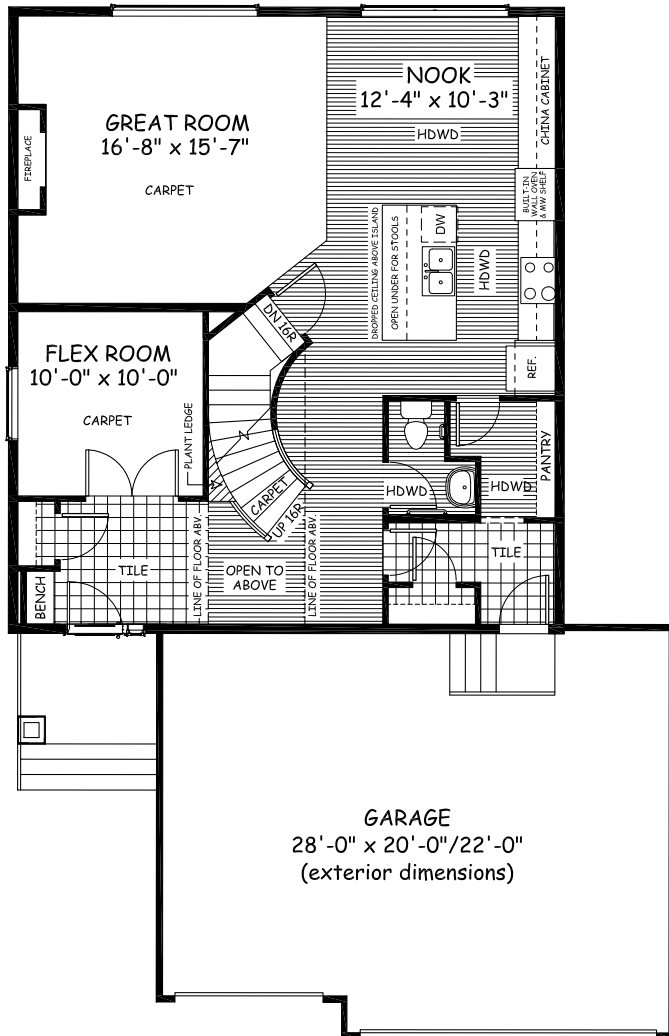 NOOK
12'-4" x 10'-3"
HDWD
CHINA CABINET
GREAT ROOM
16'-8" x 15'-7"
CARPET
FIREPLACE
BUILT-IN
WALL OVEN
& MW SHELF
DROPPED CEILING ABOVE ISLAND
OPEN UNDER FOR STOOLS
DW
HDWD
DN 16R
REF.
FLEX ROOM
10'-0" x 10'-0"
CARPET
PLANT LEDGE
CARPET
UP 16R
HDWD
HDWD
PANTRY
TILE
BENCH
LINE OF FLOOR ABV.
OPEN TO
ABOVE
LINE OF FLOOR ABV.
TILE
GARAGE
28'-0" x 20'-0"/22'-0"
(exterior dimensions)